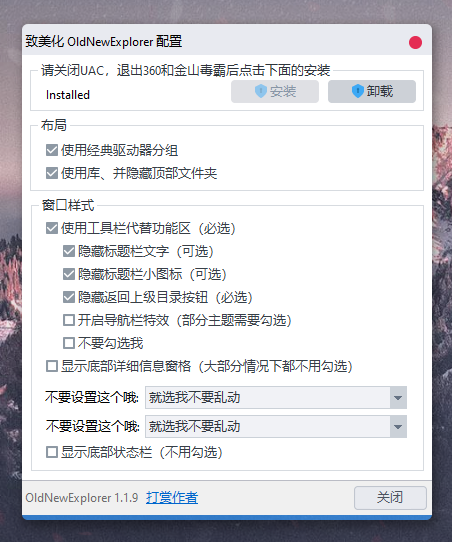 致美化 OldNewExplorer 配置
请关闭UAC，退出360和金山毒霸后点击下面的安装
Installed
安装
卸载
布局
使用经典驱动器分组
使用库、并隐藏顶部文件夹
窗口样式
使用工具栏代替功能区（必选）
隐藏标题栏文字（可选）
隐藏标题栏小图标（可选）
隐藏返回上级目录按钮（必选）
开启导航栏特效（部分主题需要勾选）
不要勾选我
显示底部详细信息窗格（大部分情况下都不用勾选）
不要设置这个哦: 就选我不要乱动
不要设置这个哦: 就选我不要乱动
显示底部状态栏（不用勾选）
OldNewExplorer 1.1.9 打赏作者
关闭